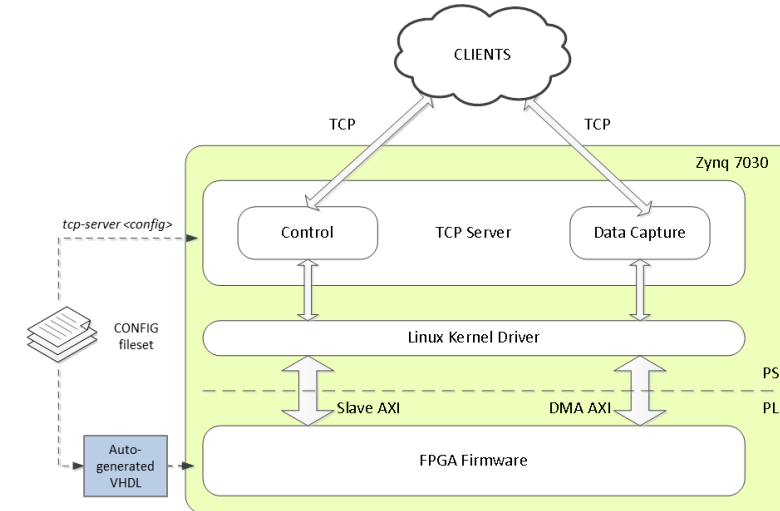 CLIENTS
TCP
TCP
Zynq 7030
tcp-server <config>
Control
TCP Server
Data Capture
CONFIG
fileset
Linux Kernel Driver
PS
Slave AXI
DMA AXI
PL
Auto-
generated
VHDL
FPGA Firmware